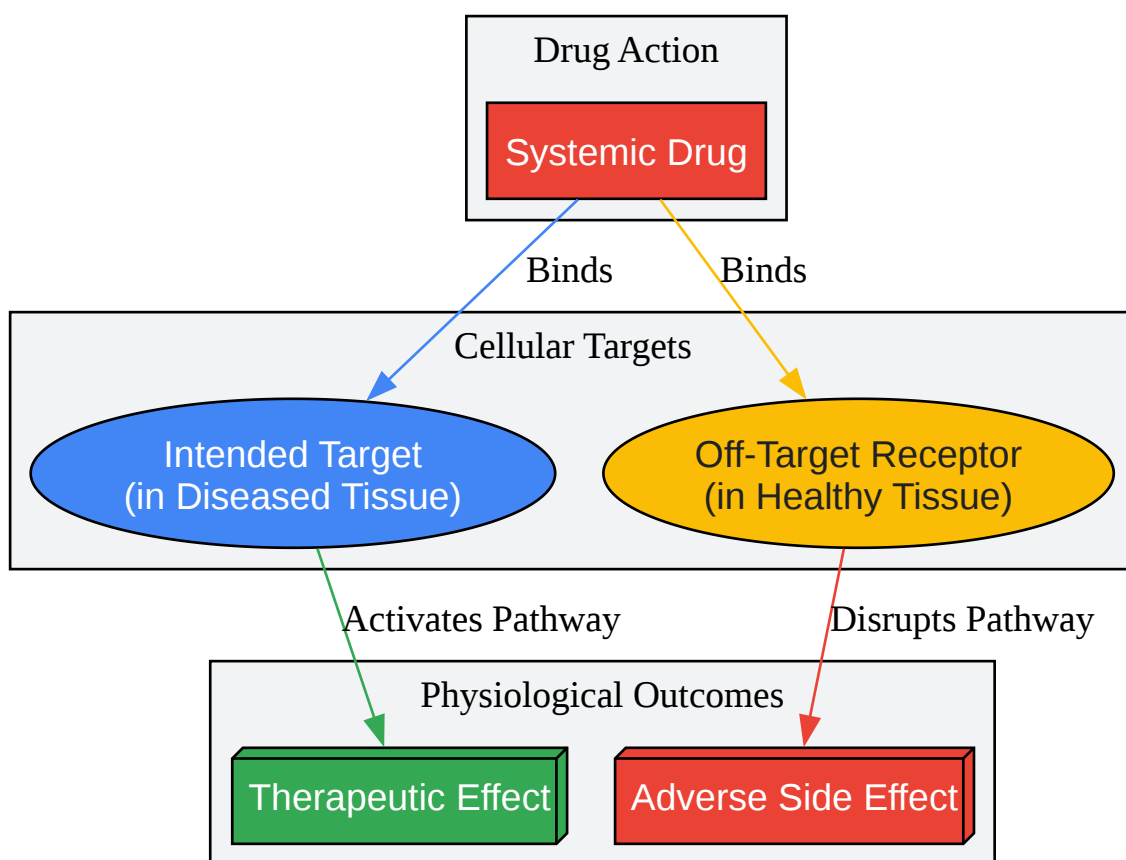 Drug Action
Systemic Drug
Binds
Binds
Cellular Targets
Intended Target
(in Diseased Tissue)
Off-Target Receptor
(in Healthy Tissue)
Activates Pathway
Disrupts Pathway
Physiological Outcomes
Therapeutic Effect
Adverse Side Effect